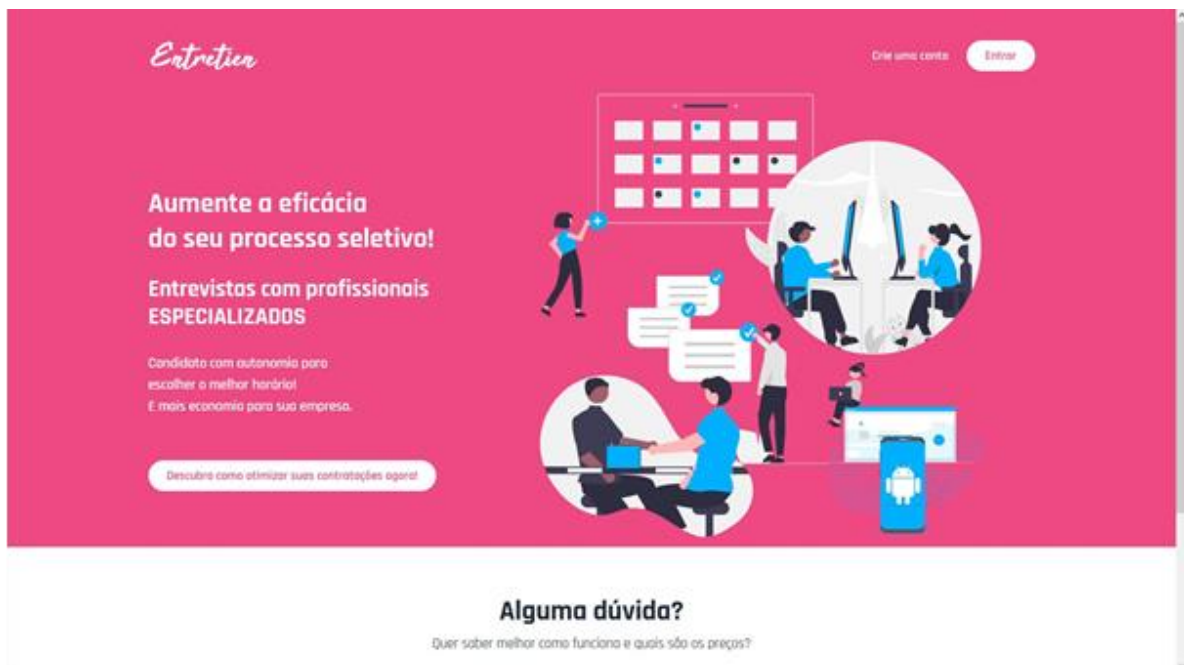 Entretien
Crie uma conta
Entrar
Aumente a eficácia
do seu processo seletivo!
Entrevistas com profissionais
ESPECIALIZADOS
Candidato com autonomia para
escolher o melhor horário!
E mais economia para sua empresa.
Descubra como otimizar suas contratações agora!
Alguma dúvida?
Quer saber melhor como funciona e quais são os preços?